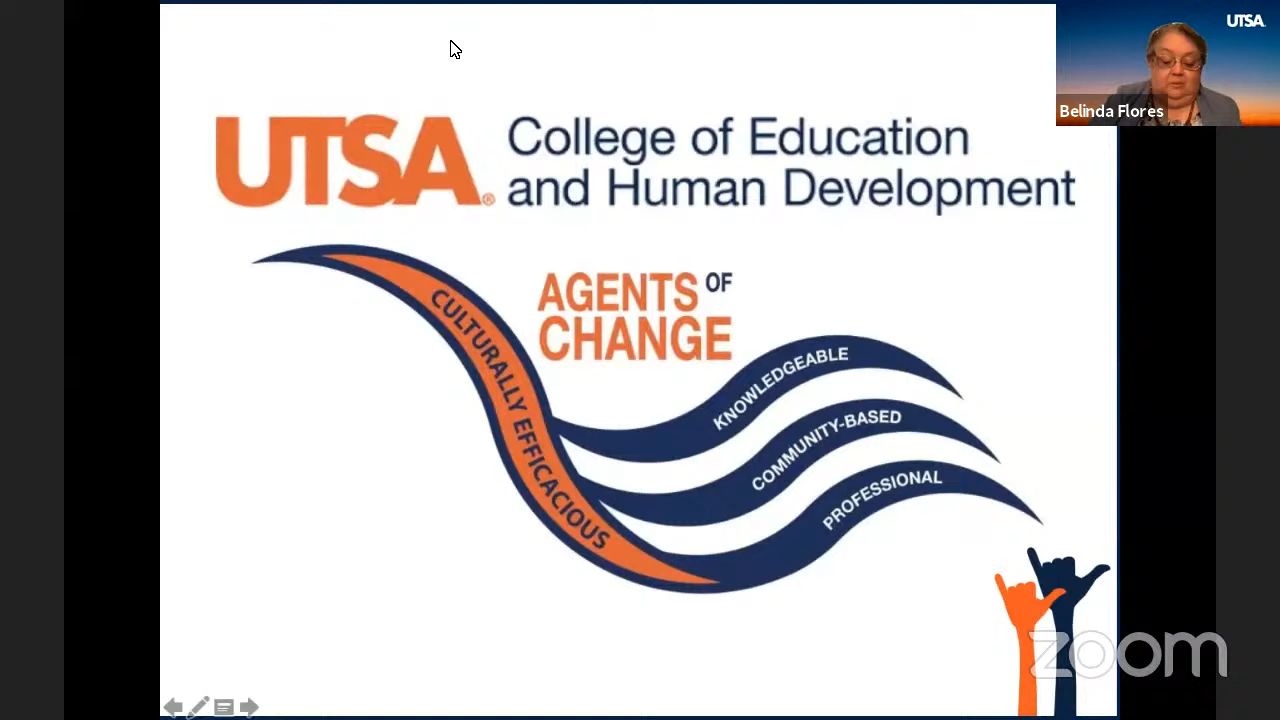 UTSA
Belinda Flores
UTSA®
College of Education
and Human Development
AGENTS OF
CHANGE
CULTURALLY EFFICACIOUS
KNOWLEDGEABLE
COMMUNITY-BASED
PROFESSIONAL
zoom